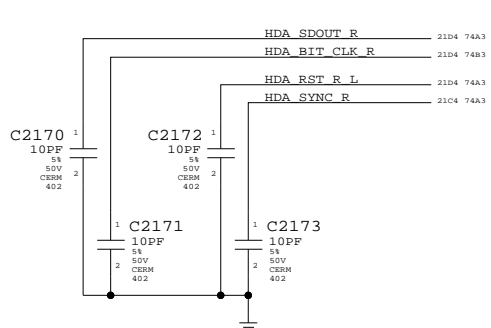 HDA_SDOUT_R 21D4 74A3
HDA_BIT_CLK_R 21D4 74B3
HDA_RST_R_L 21D4 74A3
HDA_SYNC_R 21C4 74A3
C2170 1
10PF
5%
50V
CERM
402
2
C2172 1
10PF
5%
50V
CERM
402
2
1 C2171
10PF
5%
50V
CERM
402
2
1 C2173
10PF
5%
50V
CERM
402
2